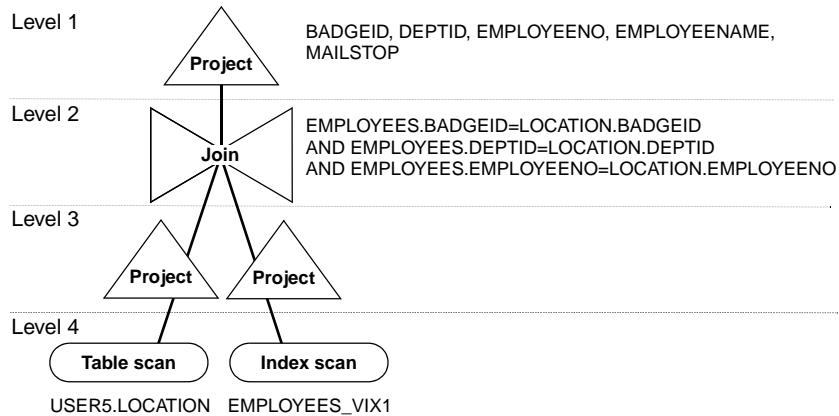 Level 1
BADGEID, DEPTID, EMPLOYEENO, EMPLOYEENAME,
MAILSTOP
Project
Level 2
EMPLOYEES.BADGEID=LOCATION.BADGEID
AND EMPLOYEES.DEPTID=LOCATION.DEPTID
AND EMPLOYEES.EMPLOYEENO=LOCATION.EMPLOYEENO
Join
Level 3
Project
Project
Level 4
Table scan
Index scan
USER5.LOCATION
EMPLOYEES_VIX1